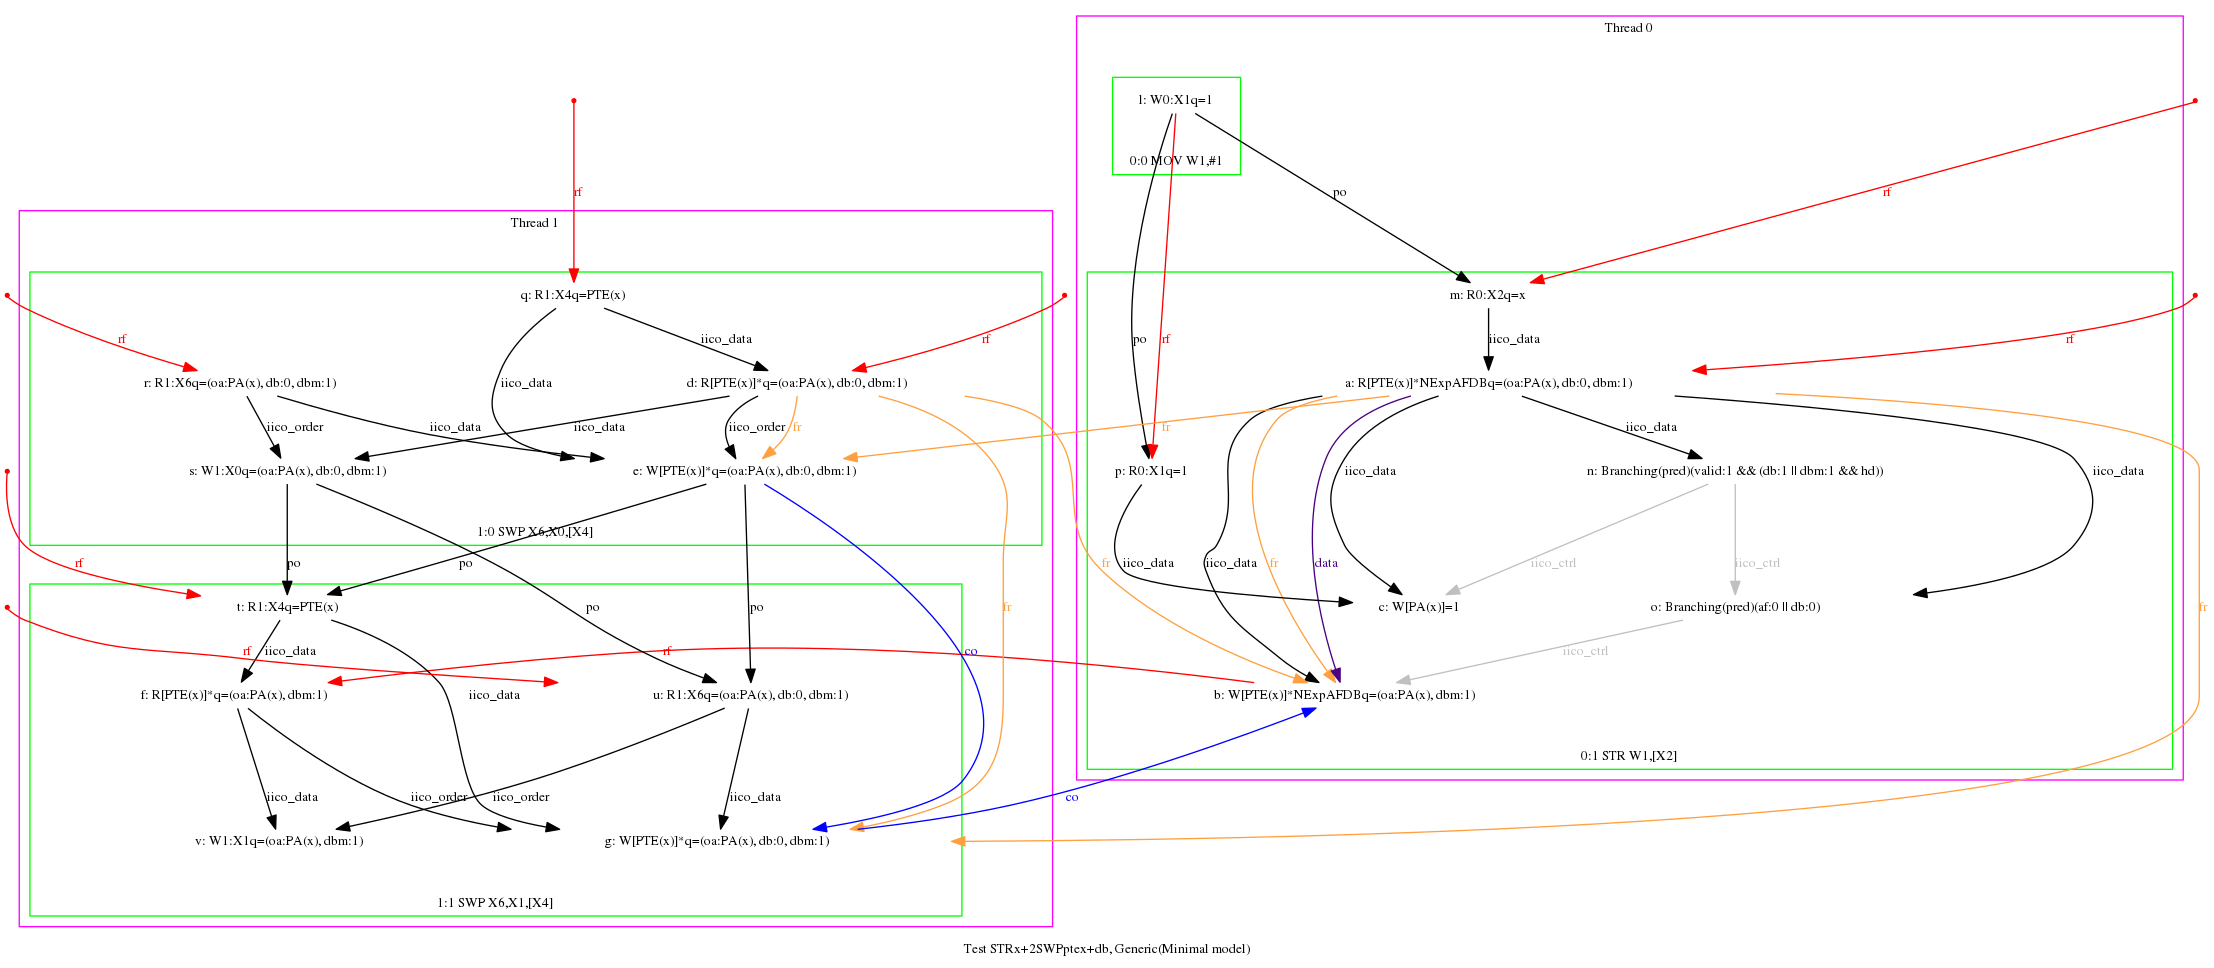 Thread 0
l: W0:X1q=1
0:0 MOV W1,#1
rf
po
rf
Thread 1
q: R1:X4q=PTE(x)
m: R0:X2q=x
rf
iico_data
rf
po
rf
iico_data
rf
r: R1:X6q=(oa:PA(x), db:0, dbm:1)
d: R[PTE(x)]*q=(oa:PA(x), db:0, dbm:1)
a: R[PTE(x)]*NExpAFDBq=(oa:PA(x), db:0, dbm:1)
iico_data
iico_order
iico_data
iico_data
iico_order
fr
fr
iico_data
s: W1:X0q=(oa:PA(x), db:0, dbm:1)
e: W[PTE(x)]*q=(oa:PA(x), db:0, dbm:1)
p: R0:X1q=1
iico_data
n: Branching(pred)(valid:1 && (db:1 || dbm:1 && hd))
iico_data
1:0 SWP X6,X0,[X4]
rf
po
po
fr
iico_data
iico_data
fr
data
iico_ctrl
iico_ctrl
t: R1:X4q=PTE(x)
po
po
fr
c: W[PA(x)]=1
o: Branching(pred)(af:0 || db:0)
fr
rf
iico_data
rf
co
iico_ctrl
f: R[PTE(x)]*q=(oa:PA(x), dbm:1)
iico_data
u: R1:X6q=(oa:PA(x), db:0, dbm:1)
b: W[PTE(x)]*NExpAFDBq=(oa:PA(x), dbm:1)
0:1 STR W1,[X2]
iico_data
iico_order
iico_order
iico_data
co
v: W1:X1q=(oa:PA(x), dbm:1)
g: W[PTE(x)]*q=(oa:PA(x), db:0, dbm:1)
1:1 SWP X6,X1,[X4]
Test STRx+2SWPptex+db, Generic(Minimal model)